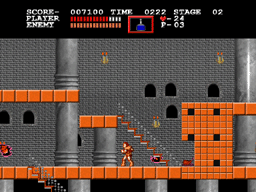 SCORE-007100 TIME 0222 STAGE 02
PLAYER -24
ENEMY P-03